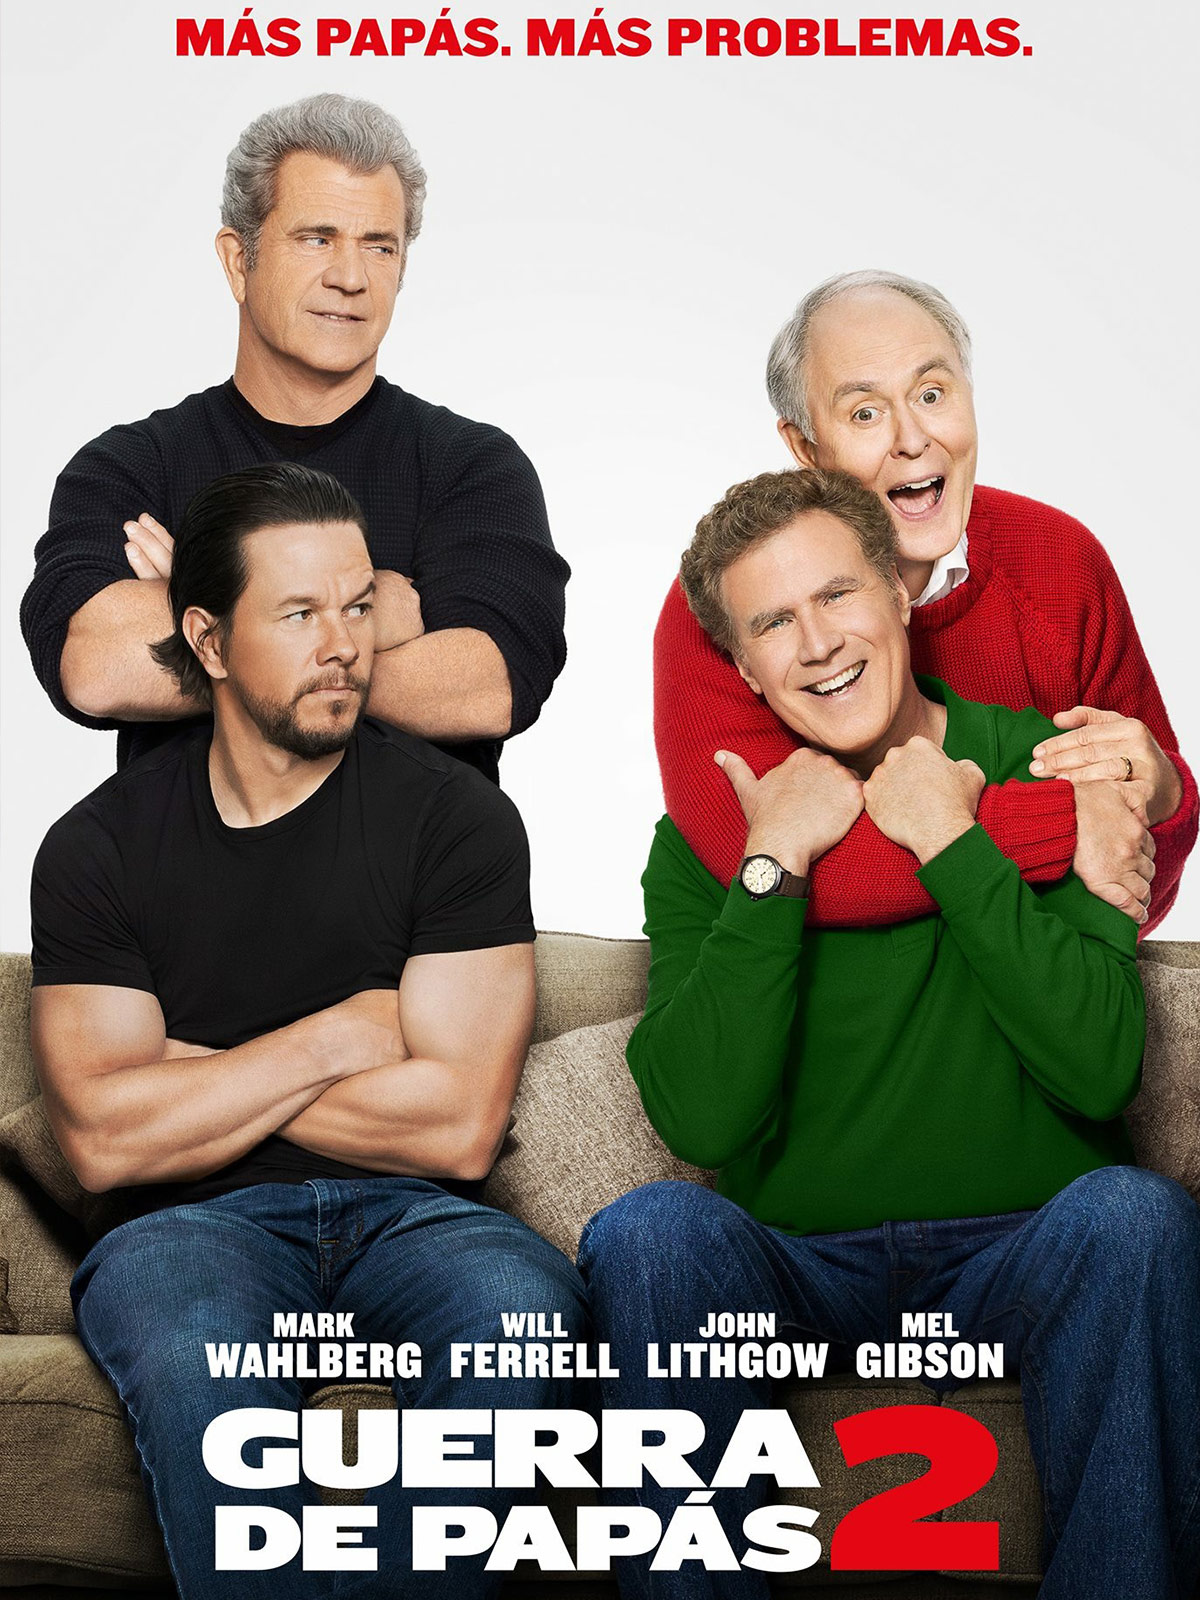 MÁS PAPÁS. MÁS PROBLEMAS.
MARK WAHLBERG
WILL FERRELL
JOHN LITHGOW
MEL GIBSON
GUERRA
DE PAPÁS 2